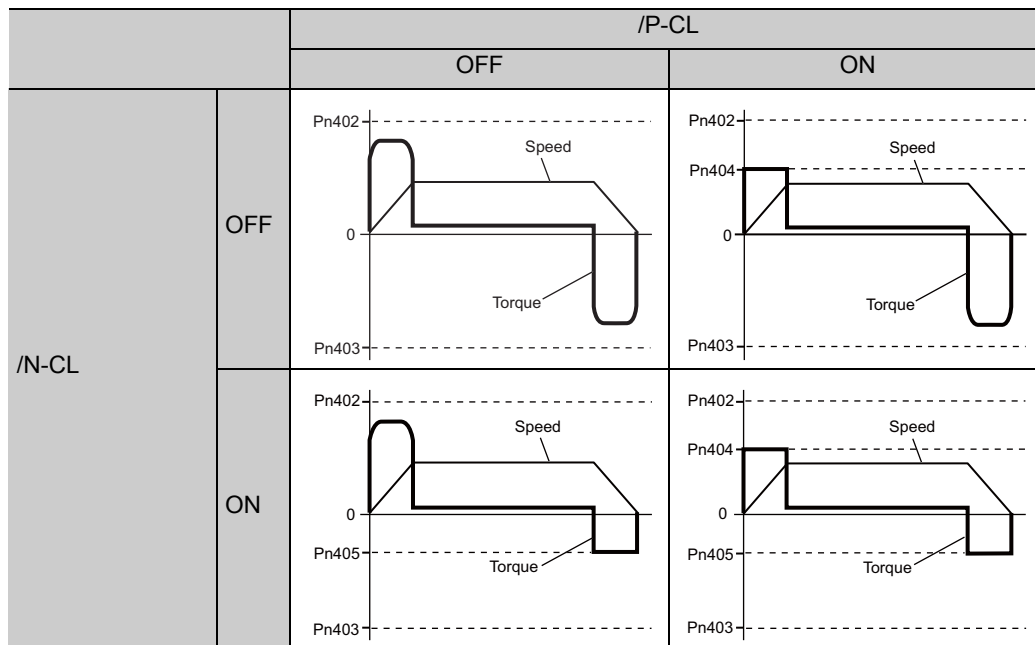 /P-CL
OFF
ON
/N-CL
OFF
Pn402
Speed
0
Torque
Pn403
Pn402
Speed
Pn404
0
Torque
Pn403
ON
Pn402
Speed
0
Pn405
Torque
Pn403
Pn402
Speed
Pn404
0
Pn405
Torque
Pn403